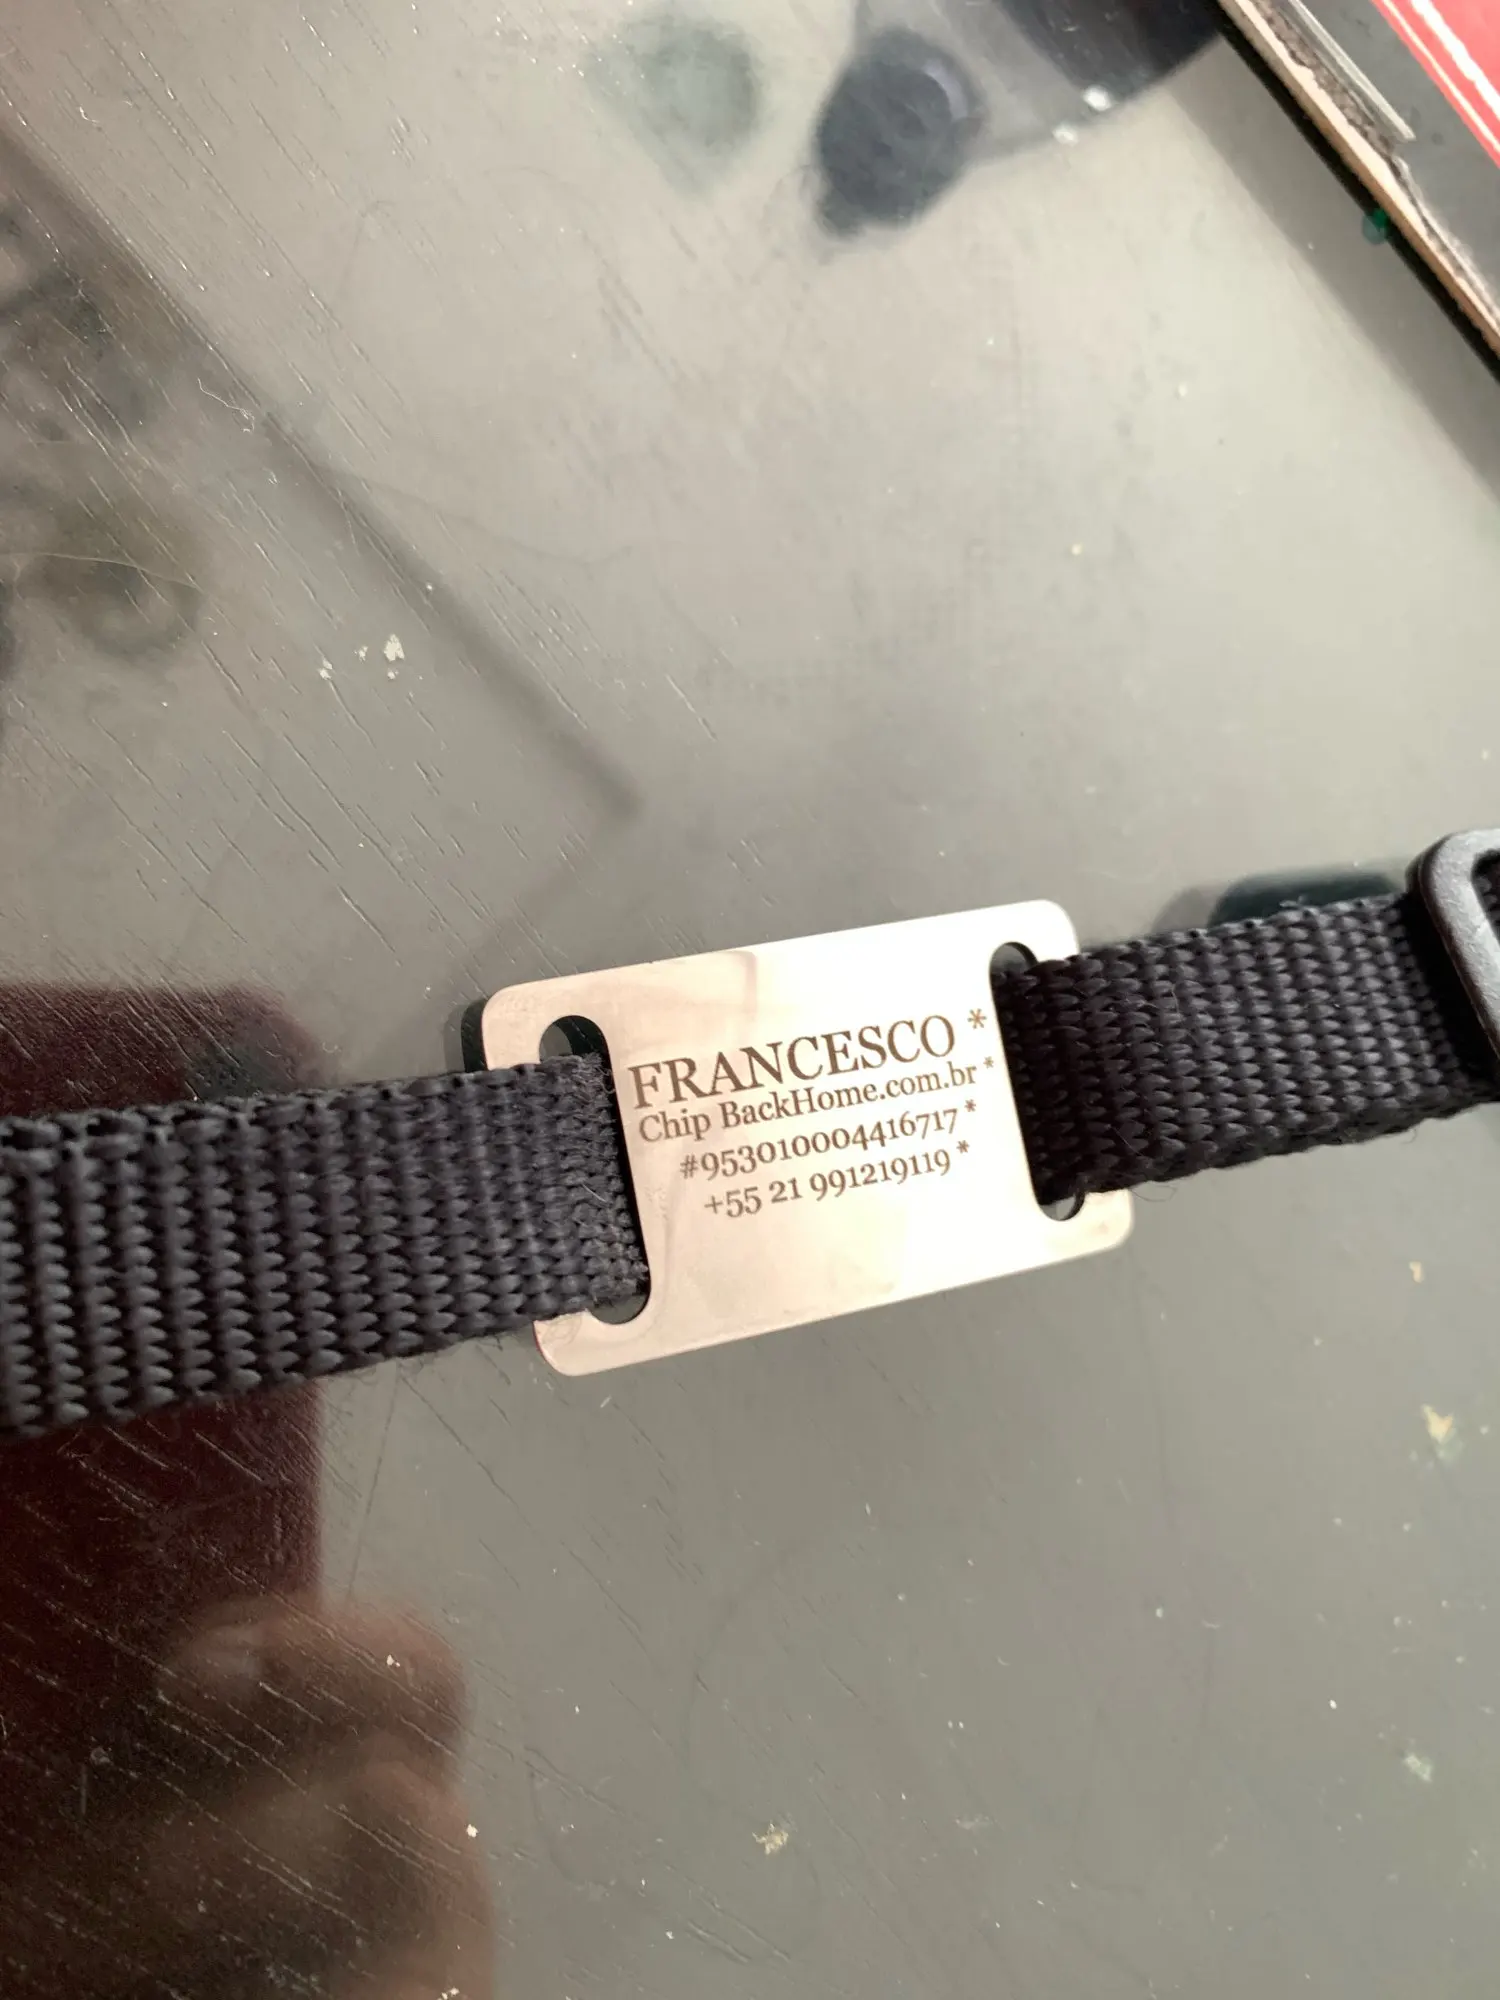 FRANCESCO *
Chip BackHome.com.br *
#953010004416717 *
+55 21 991219119 *